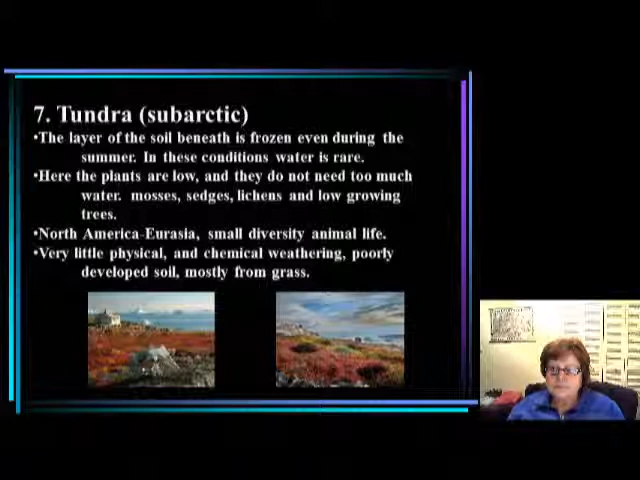 7. Tundra (subarctic)
•The layer of the soil beneath is frozen even during the
summer. In these conditions water is rare.
•Here the plants are low, and they do not need too much
water. mosses, sedges, lichens and low growing
trees.
•North America-Eurasia, small diversity animal life.
•Very little physical, and chemical weathering, poorly
developed soil, mostly from grass.